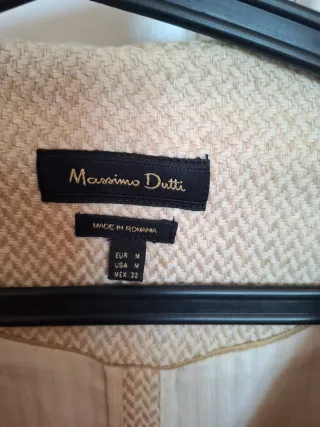 Massimo Dutti
MADE IN ROMANIA
EUR M
USA M
MEX 32